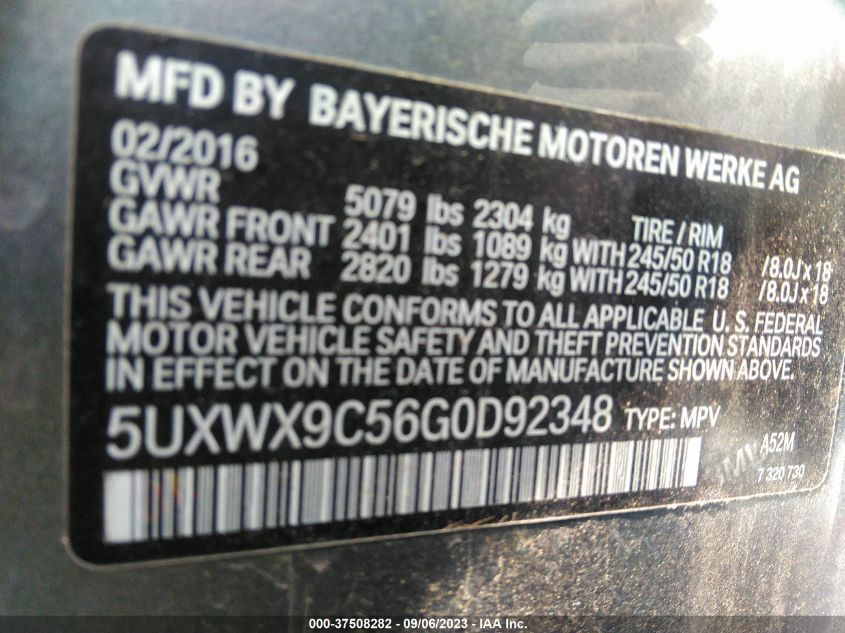 MFD BY BAYERISCHE MOTOREN WERKE AG
02/2016
GVWR 5079 lbs 2304 kg TIRE / RIM
GAWR FRONT 2401 lbs 1089 kg WITH 245/50 R18 /8.0J x 18
GAWR REAR 2820 lbs 1279 kg WITH 245/50 R18 /8.0J x 18
THIS VEHICLE CONFORMS TO ALL APPLICABLE U.S. FEDERAL
MOTOR VEHICLE SAFETY AND THEFT PREVENTION STANDARDS
IN EFFECT ON THE DATE OF MANUFACTURE SHOWN ABOVE.
5UXWX9C56G0D92348 TYPE: MPV
A52M
7 320 730
000-37508282 - 09/06/2023 - IAA Inc.